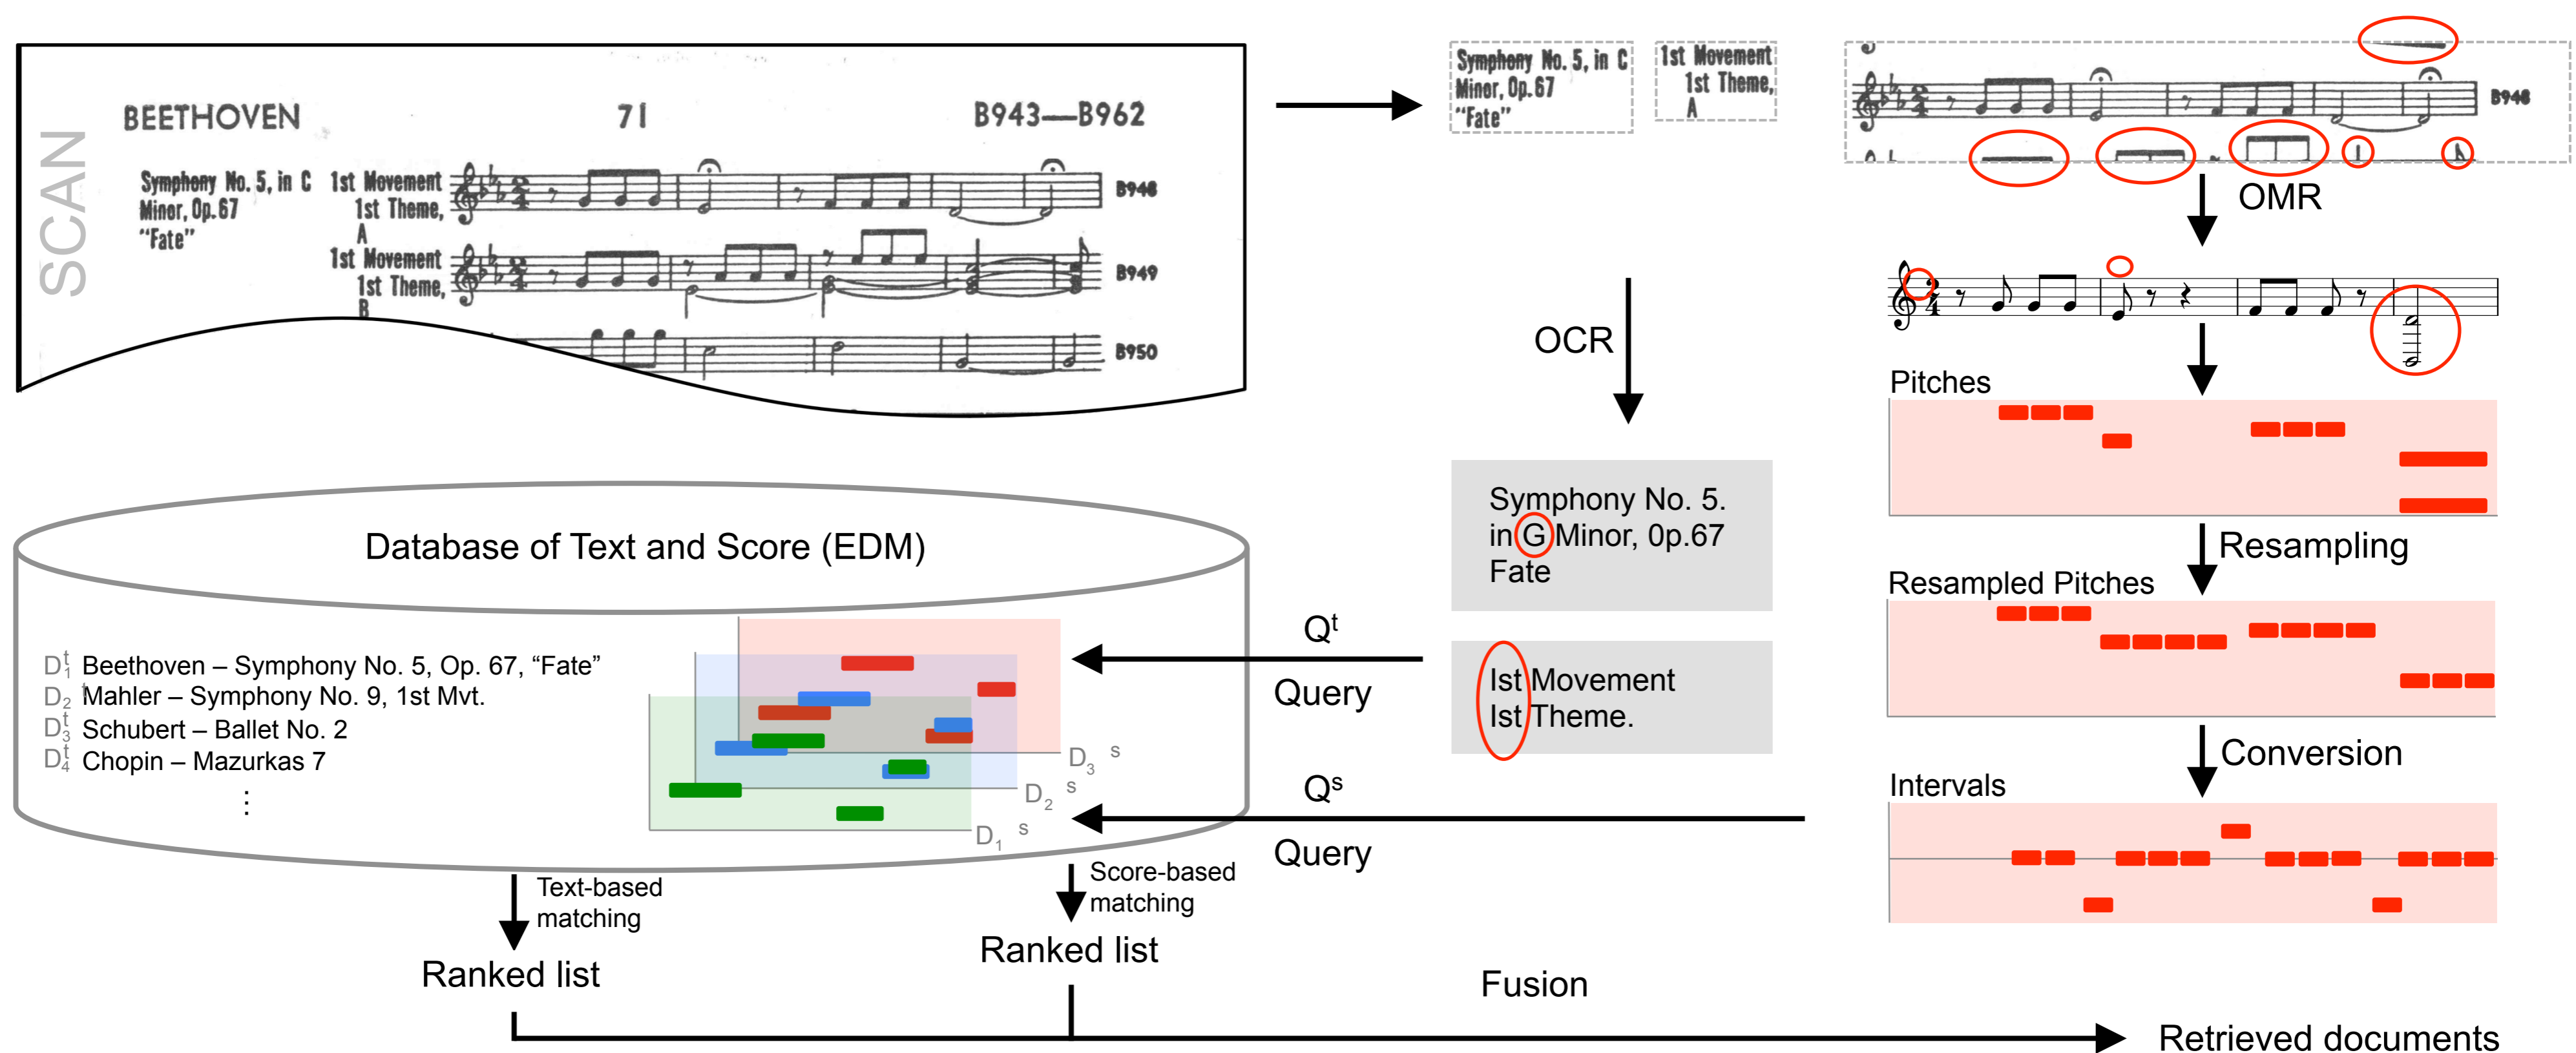 SCAN
BEETHOVEN 71 B943—B962
Symphony No. 5, in C
Minor, Op. 67
“Fate”
1st Movement
1st Theme,
A
B948
1st Movement
1st Theme,
B
B949
B950
Symphony No. 5, in C
Minor, Op. 67
“Fate”
1st Movement
1st Theme,
A
B948
OMR
OCR
Symphony No. 5.
in G Minor, 0p.67
Fate
Ist Movement
Ist Theme.
Pitches
Resampling
Resampled Pitches
Conversion
Intervals
Database of Text and Score (EDM)
D₁ᵗ Beethoven – Symphony No. 5, Op. 67, “Fate”
D₂ᵗ Mahler – Symphony No. 9, 1st Mvt.
D₃ᵗ Schubert – Ballet No. 2
D₄ᵗ Chopin – Mazurkas 7
⋮
D₃ˢ
D₂ˢ
D₁ˢ
Qᵗ
Query
Qˢ
Query
Text-based
matching
Score-based
matching
Ranked list
Ranked list
Fusion
Retrieved documents